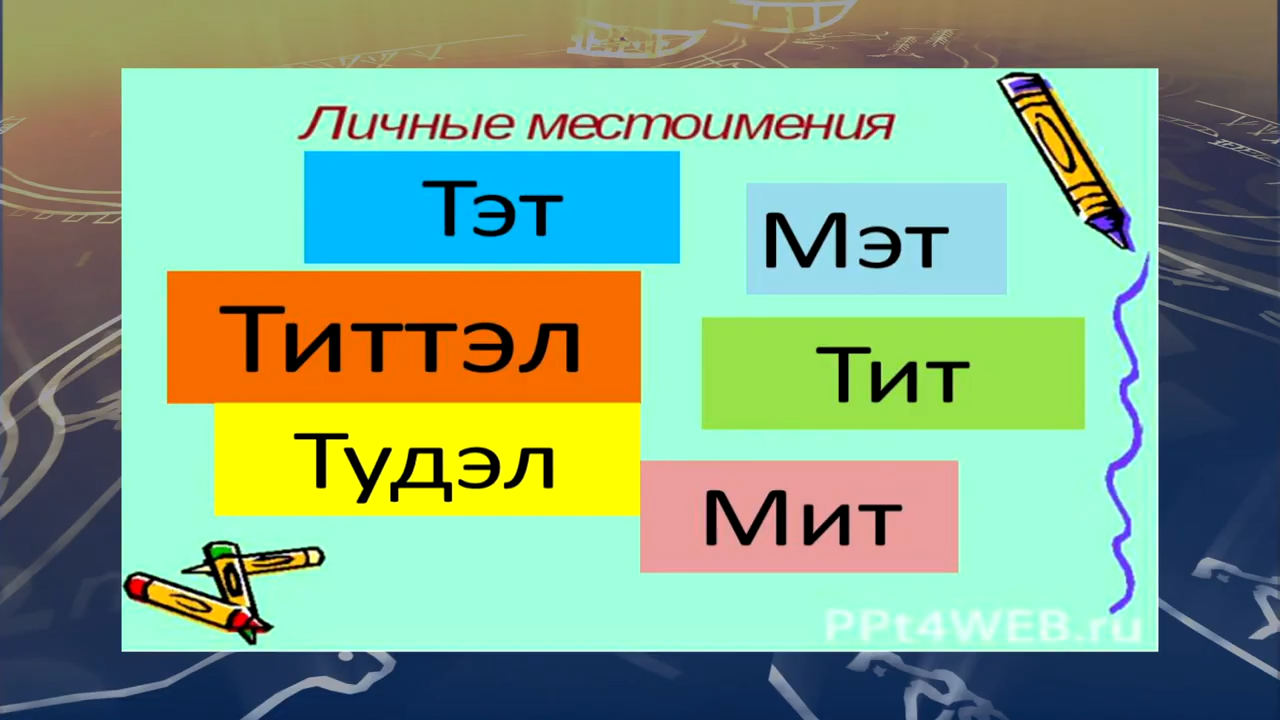 Личные местоимения
Тэт
Мэт
Титтэл
Тит
Тудэл
Мит
PPt4WEB.ru